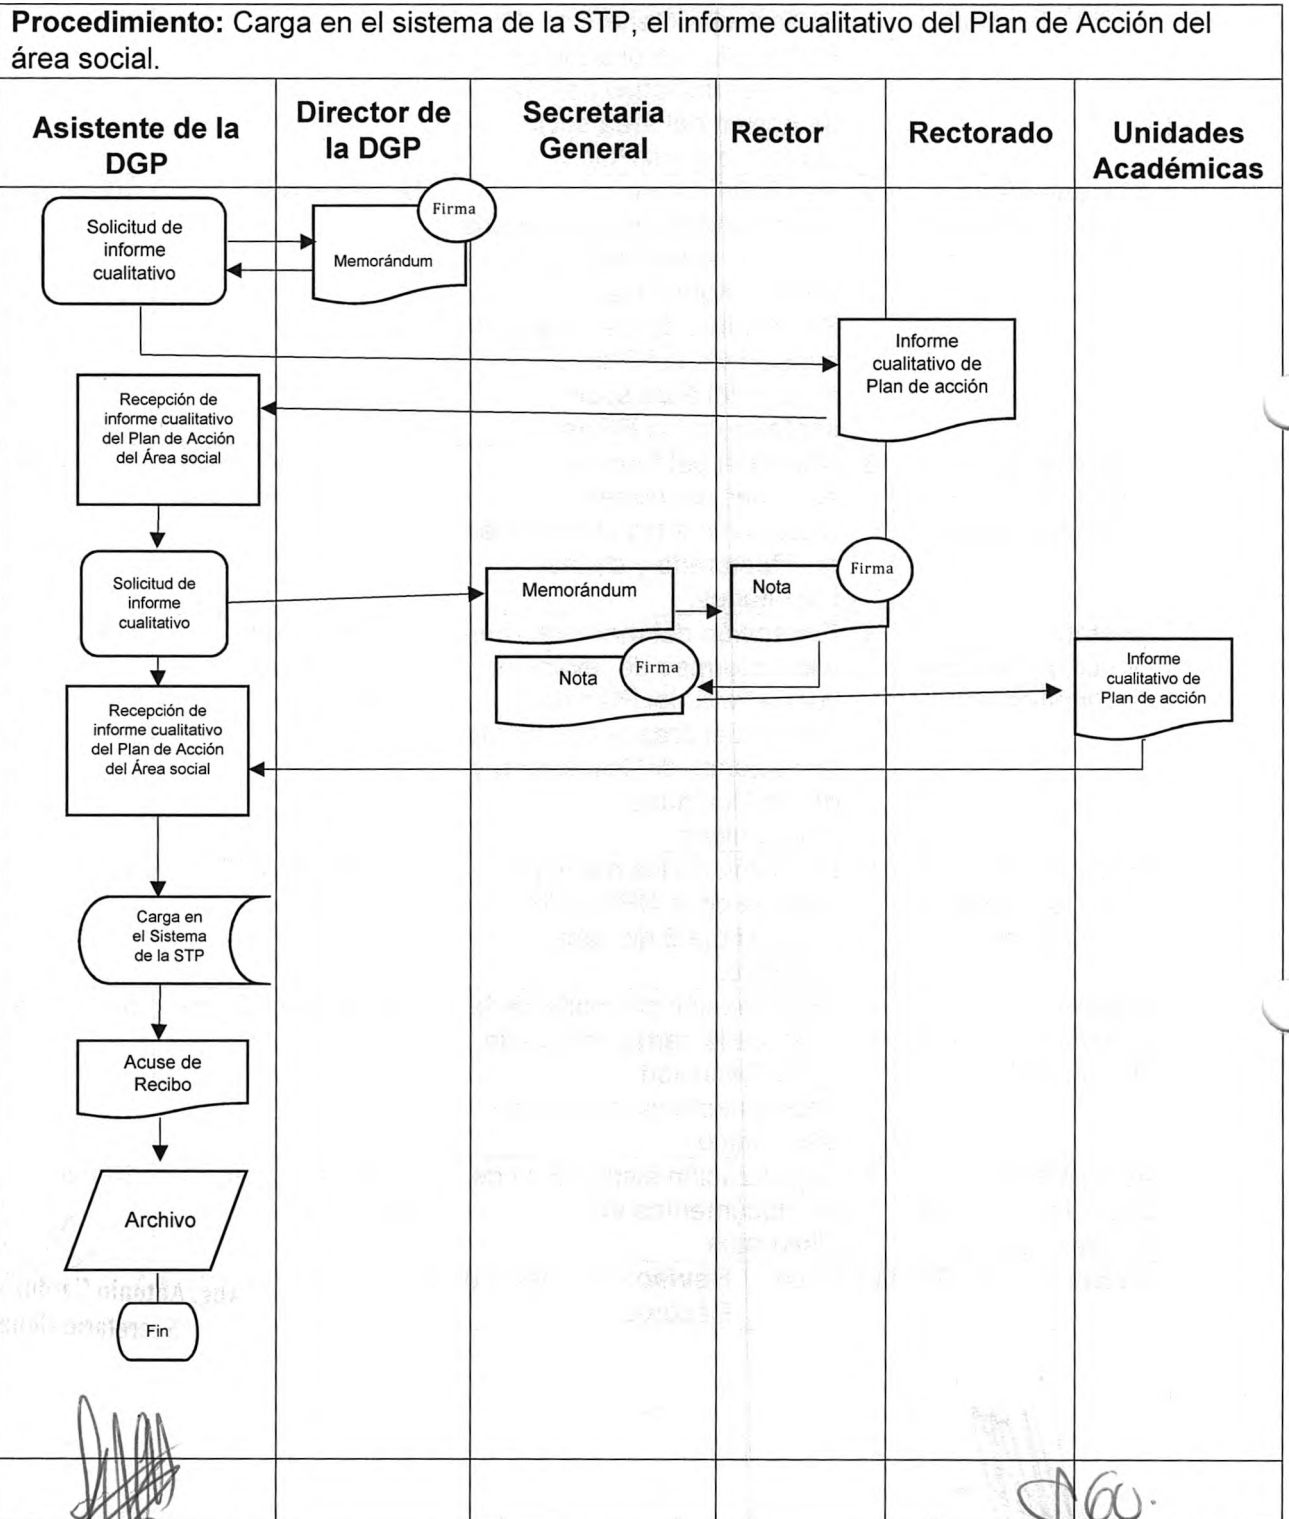 Procedimiento: Carga en el sistema de la STP, el informe cualitativo del Plan de Acción del
área social.
Asistente de la
DGP
Director de
la DGP
Secretaria
General
Rector
Rectorado
Unidades
Académicas
Solicitud de
informe
cualitativo
Firma
Memorándum
Informe
cualitativo de
Plan de acción
Recepción de
informe cualitativo
del Plan de Acción
del Área social
Solicitud de
informe
cualitativo
Memorándum
Nota
Firma
Nota
Firma
Informe
cualitativo de
Plan de acción
Recepción de
informe cualitativo
del Plan de Acción
del Área social
Carga en
el Sistema
de la STP
Acuse de
Recibo
Archivo
Fin